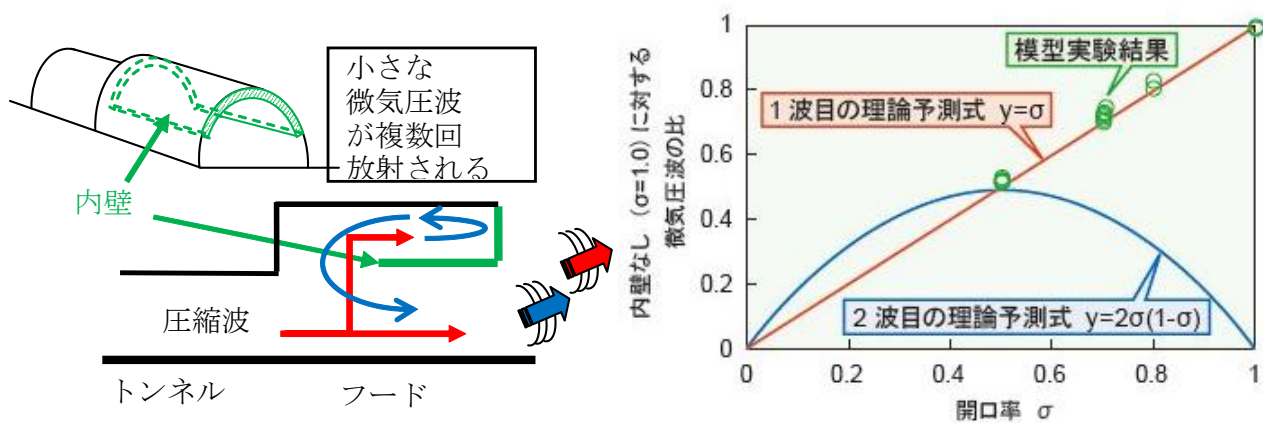 小さな
微気圧波
が複数回
放射される
内壁
圧縮波
トンネル
フード
内壁なし (σ=1.0) に対する
微気圧波の比
1
0.8
0.6
0.4
0.2
0
模型実験結果
1 波目の理論予測式 y=σ
2 波目の理論予測式 y=2σ(1-σ)
0
0.2
0.4
0.6
0.8
1
開口率 σ